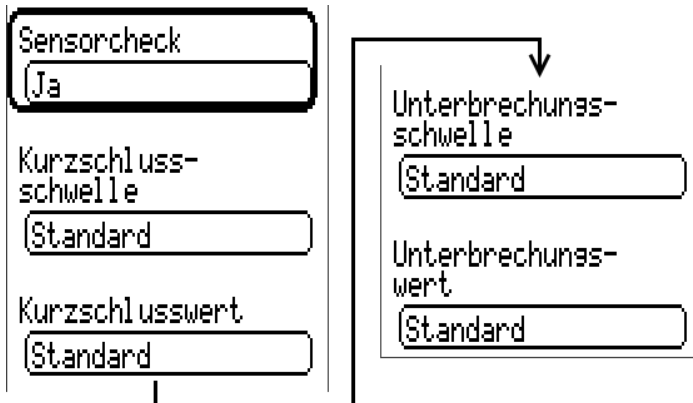 Sensorcheck
Ja
Kurzschluss-
schwelle
Standard
Kurzschlusswert
Standard
Unterbrechungs-
schwelle
Standard
Unterbrechungs-
wert
Standard